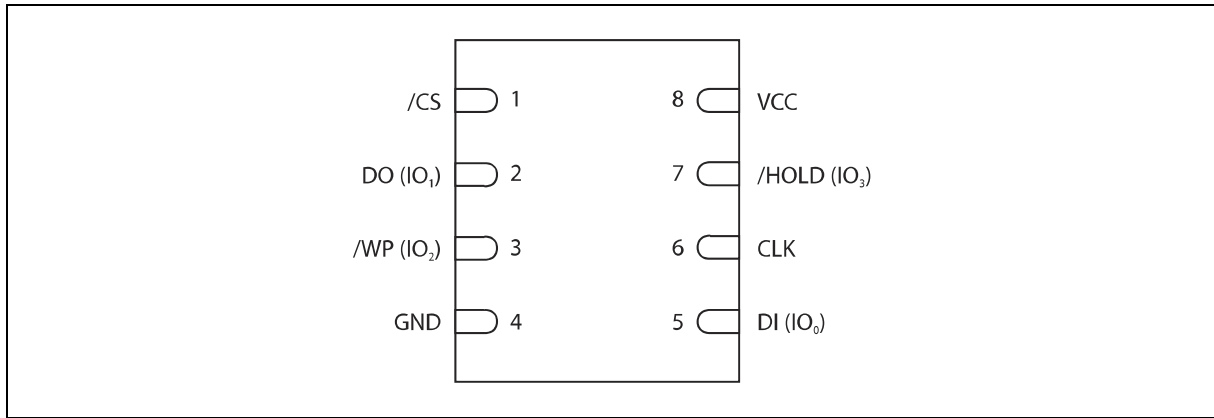 /CS 1 8 VCC
DO (IO₁) 2 7 /HOLD (IO₃)
/WP (IO₂) 3 6 CLK
GND 4 5 DI (IO₀)